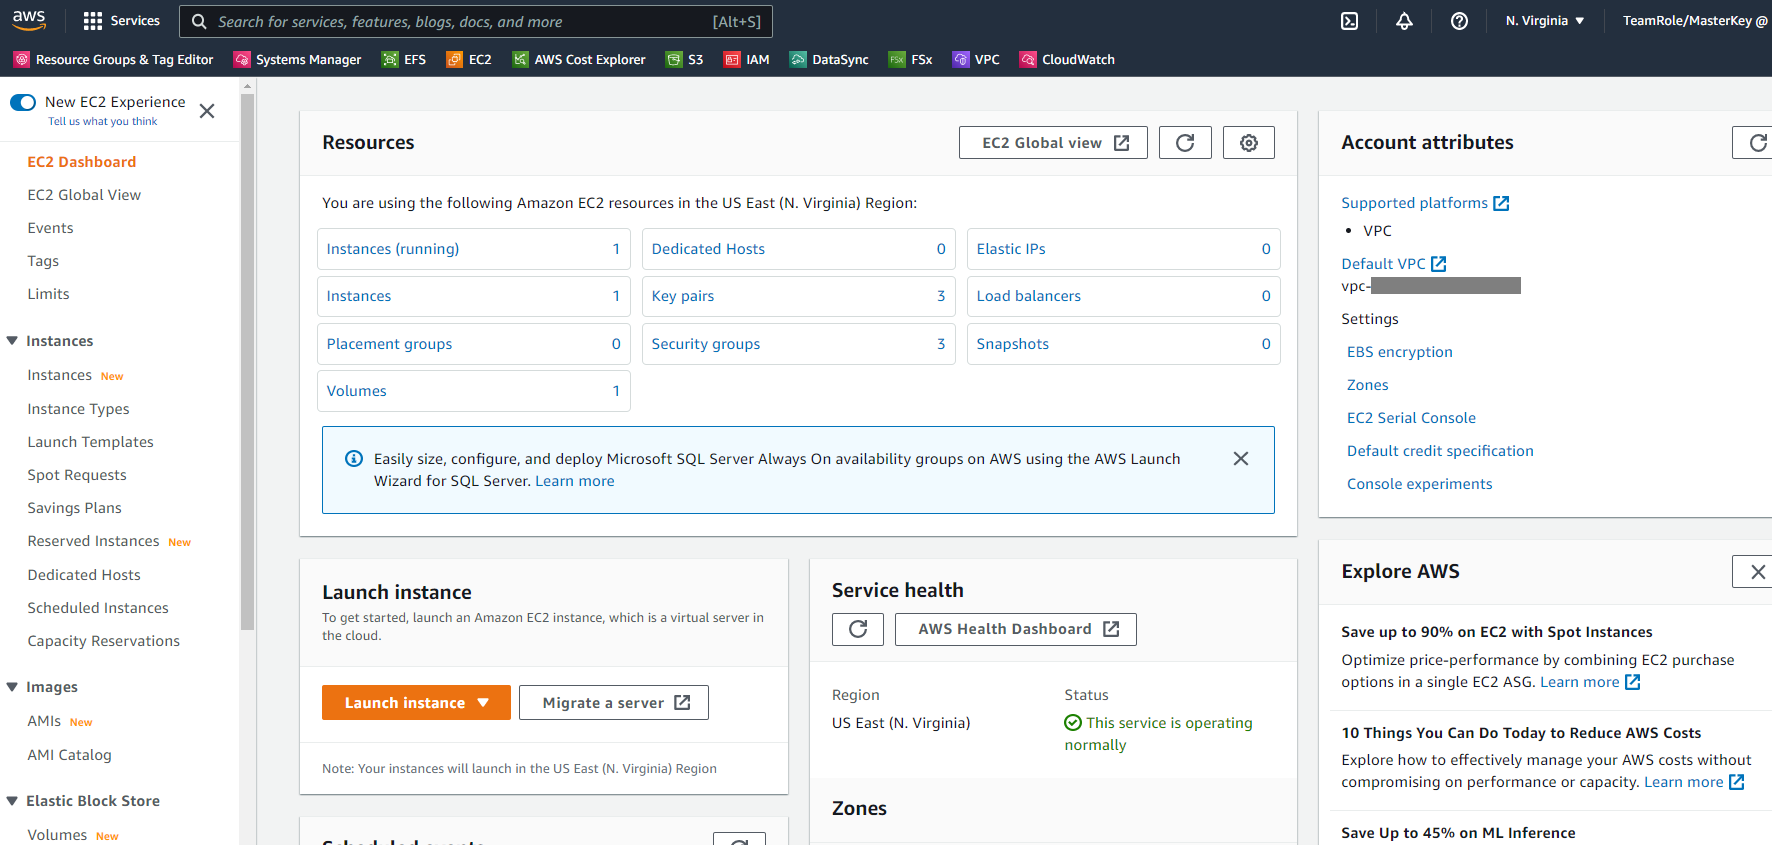 aws
Services
Search for services, features, blogs, docs, and more
[Alt+S]
N. Virginia
TeamRole/MasterKey @
Resource Groups & Tag Editor
Systems Manager
EFS
EC2
AWS Cost Explorer
S3
IAM
DataSync
FSx
FSx
VPC
CloudWatch
New EC2 Experience
Tell us what you think
EC2 Dashboard
EC2 Global View
Events
Tags
Limits
Instances
Instances New
Instance Types
Launch Templates
Spot Requests
Savings Plans
Reserved Instances New
Dedicated Hosts
Scheduled Instances
Capacity Reservations
Images
AMIs New
AMI Catalog
Elastic Block Store
Volumes New
Resources
EC2 Global view
You are using the following Amazon EC2 resources in the US East (N. Virginia) Region:
Instances (running) 1
Dedicated Hosts 0
Elastic IPs 0
Instances 1
Key pairs 3
Load balancers 0
Placement groups 0
Security groups 3
Snapshots 0
Volumes 1
Easily size, configure, and deploy Microsoft SQL Server Always On availability groups on AWS using the AWS Launch
Wizard for SQL Server. Learn more
Launch instance
To get started, launch an Amazon EC2 instance, which is a virtual server in
the cloud.
Launch instance
Migrate a server
Note: Your instances will launch in the US East (N. Virginia) Region
Scheduled events
Service health
AWS Health Dashboard
Region
US East (N. Virginia)
Status
This service is operating
normally
Zones
Account attributes
Supported platforms
• VPC
Default VPC
vpc-
Settings
EBS encryption
Zones
EC2 Serial Console
Default credit specification
Console experiments
Explore AWS
Save up to 90% on EC2 with Spot Instances
Optimize price-performance by combining EC2 purchase
options in a single EC2 ASG. Learn more
10 Things You Can Do Today to Reduce AWS Costs
Explore how to effectively manage your AWS costs without
compromising on performance or capacity. Learn more
Save Up to 45% on ML Inference